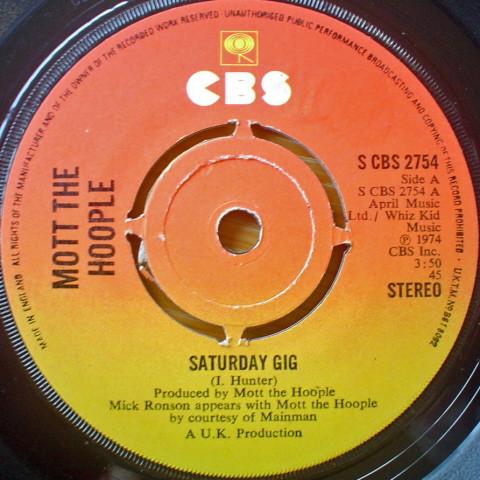 ALL RIGHTS OF THE MANUFACTURER AND OF THE OWNER OF THE RECORDED WORK RESERVED · UNAUTHORISED PUBLIC PERFORMANCE BROADCASTING AND COPYING OF THIS RECORD PROHIBITED · U.K.T.M. No B 618092
CBS
MOTT THE
HOOPLE
S CBS 2754
Side A
S CBS 2754 A
April Music
Ltd./ Whiz Kid
Music
℗ 1974
CBS Inc.
3:50
45
STEREO
MADE IN ENGLAND
SATURDAY GIG
(I. Hunter)
Produced by Mott the Hoople
Mick Ronson appears with Mott the Hoople
by courtesy of Mainman
A U.K. Production